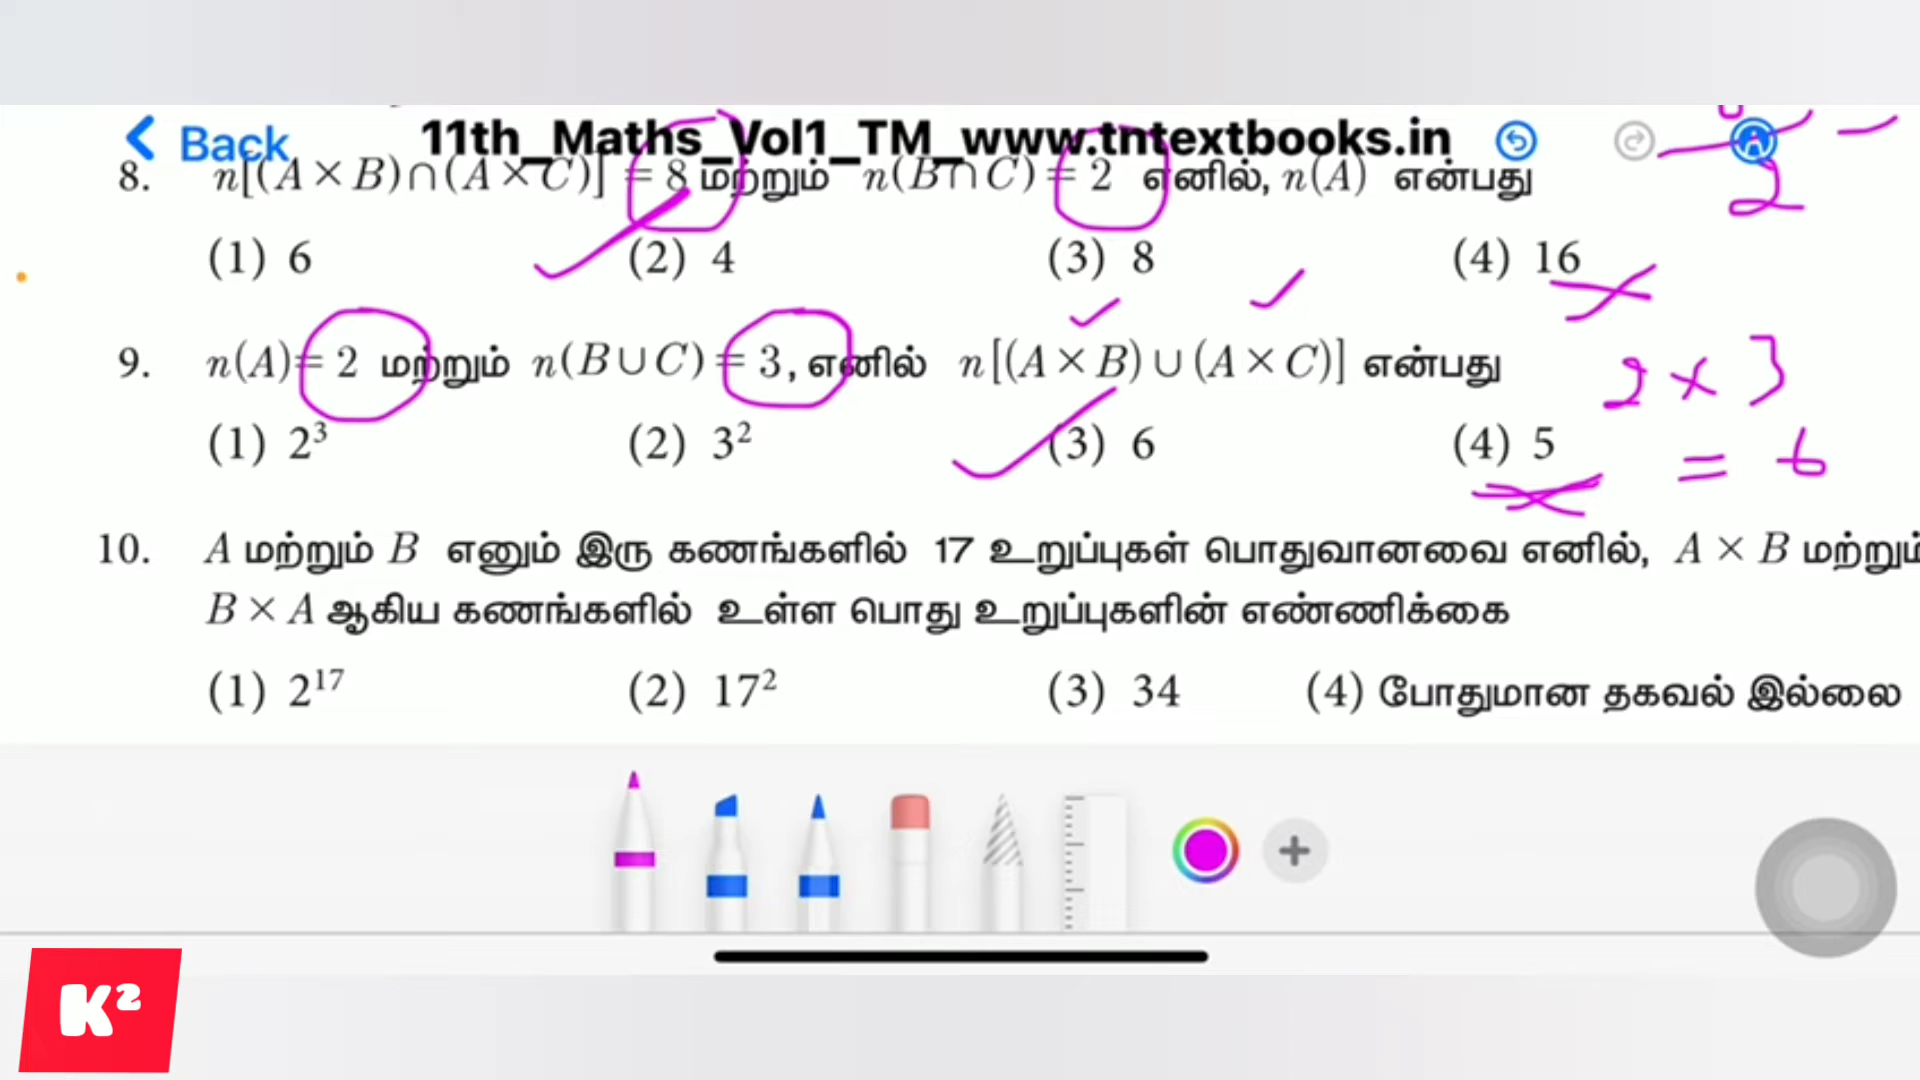 Back 11th_Maths_Vol1_TM_www.tntextbooks.in
2
8. n[(A × B)∩(A × C)] = 8 மற்றும் n(B∩C) = 2 எனில், n(A) என்பது
(1) 6 (2) 4 (3) 8 (4) 16
9. n(A)= 2 மற்றும் n(B∪C) = 3, எனில் n[(A × B)∪(A × C)] என்பது
2 × 3
(1) 2³ (2) 3² (3) 6 (4) 5
= 6
10. A மற்றும் B எனும் இரு கணங்களில் 17 உறுப்புகள் பொதுவானவை எனில், A × B மற்றும்
B × A ஆகிய கணங்களில் உள்ள பொது உறுப்புகளின் எண்ணிக்கை
(1) 2¹⁷ (2) 17² (3) 34 (4) போதுமான தகவல் இல்லை
K²